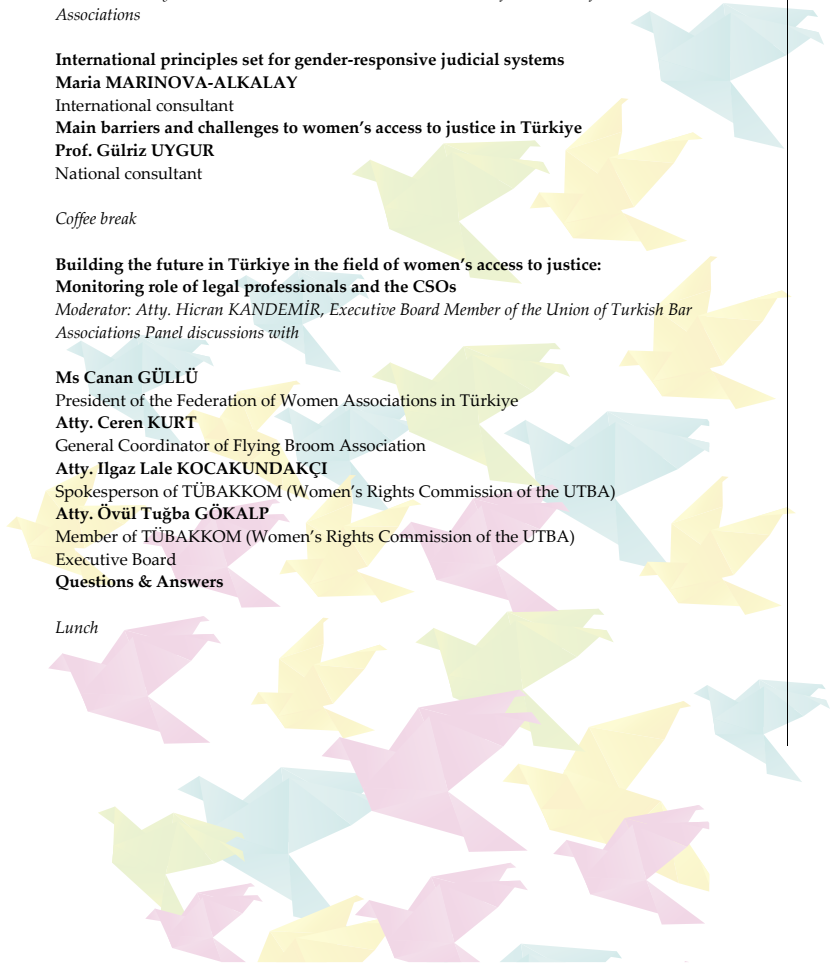 Associations
International principles set for gender-responsive judicial systems
Maria MARINOVA-ALKALAY
International consultant
Main barriers and challenges to women's access to justice in Türkiye
Prof. Gülriz UYGUR
National consultant
Coffee break
Building the future in Türkiye in the field of women's access to justice:
Monitoring role of legal professionals and the CSOs
Moderator: Atty. Hicran KANDEMİR, Executive Board Member of the Union of Turkish Bar
Associations Panel discussions with
Ms Canan GÜLLÜ
President of the Federation of Women Associations in Türkiye
Atty. Ceren KURT
General Coordinator of Flying Broom Association
Atty. Ilgaz Lale KOCAKUNDAKÇI
Spokesperson of TÜBAKKOM (Women's Rights Commission of the UTBA)
Atty. Övül Tuğba GÖKALP
Member of TÜBAKKOM (Women's Rights Commission of the UTBA)
Executive Board
Questions & Answers
Lunch